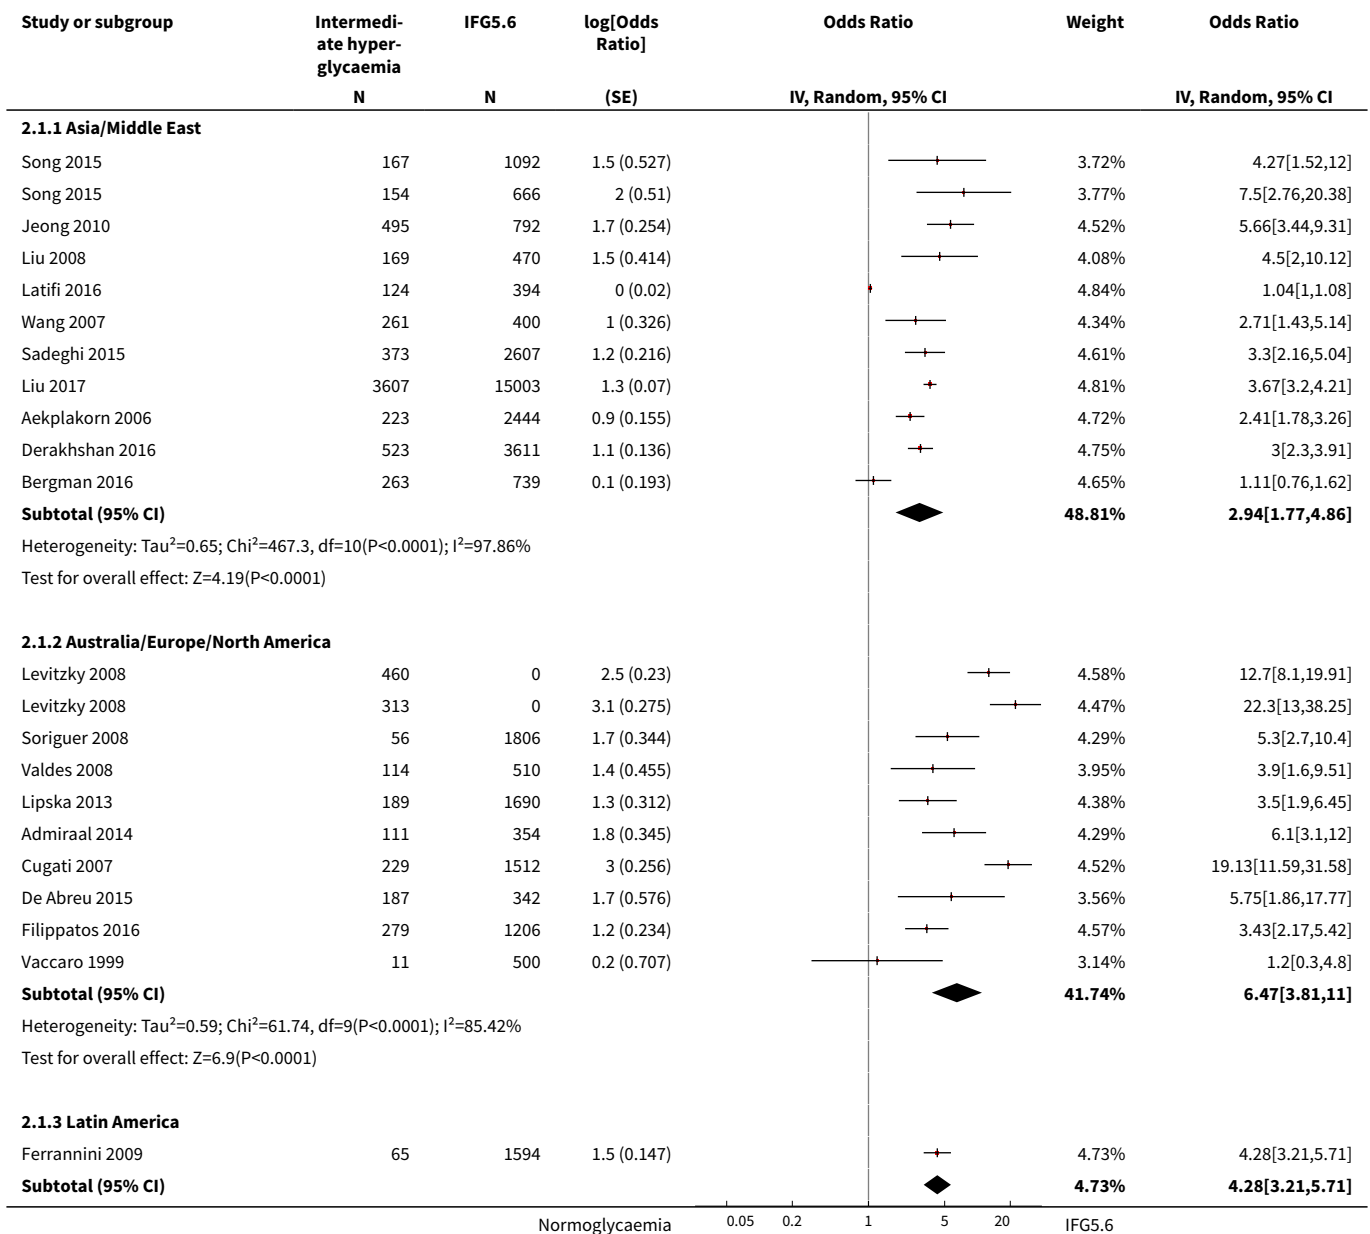 Study or subgroup Intermedi- IFG5.6 log[Odds Odds Ratio Weight Odds Ratio
ate hyper- Ratio]
glycaemia
N N (SE) IV, Random, 95% CI IV, Random, 95% CI
2.1.1 Asia/Middle East
Song 2015 167 1092 1.5 (0.527) 3.72% 4.27[1.52,12]
Song 2015 154 666 2 (0.51) 3.77% 7.5[2.76,20.38]
Jeong 2010 495 792 1.7 (0.254) 4.52% 5.66[3.44,9.31]
Liu 2008 169 470 1.5 (0.414) 4.08% 4.5[2,10.12]
Latifi 2016 124 394 0 (0.02) 4.84% 1.04[1,1.08]
Wang 2007 261 400 1 (0.326) 4.34% 2.71[1.43,5.14]
Sadeghi 2015 373 2607 1.2 (0.216) 4.61% 3.3[2.16,5.04]
Liu 2017 3607 15003 1.3 (0.07) 4.81% 3.67[3.2,4.21]
Aekplakorn 2006 223 2444 0.9 (0.155) 4.72% 2.41[1.78,3.26]
Derakhshan 2016 523 3611 1.1 (0.136) 4.75% 3[2.3,3.91]
Bergman 2016 263 739 0.1 (0.193) 4.65% 1.11[0.76,1.62]
Subtotal (95% CI) 48.81% 2.94[1.77,4.86]
Heterogeneity: Tau²=0.65; Chi²=467.3, df=10(P<0.0001); I²=97.86%
Test for overall effect: Z=4.19(P<0.0001)
2.1.2 Australia/Europe/North America
Levitzky 2008 460 0 2.5 (0.23) 4.58% 12.7[8.1,19.91]
Levitzky 2008 313 0 3.1 (0.275) 4.47% 22.3[13,38.25]
Soriguer 2008 56 1806 1.7 (0.344) 4.29% 5.3[2.7,10.4]
Valdes 2008 114 510 1.4 (0.455) 3.95% 3.9[1.6,9.51]
Lipska 2013 189 1690 1.3 (0.312) 4.38% 3.5[1.9,6.45]
Admiraal 2014 111 354 1.8 (0.345) 4.29% 6.1[3.1,12]
Cugati 2007 229 1512 3 (0.256) 4.52% 19.13[11.59,31.58]
De Abreu 2015 187 342 1.7 (0.576) 3.56% 5.75[1.86,17.77]
Filippatos 2016 279 1206 1.2 (0.234) 4.57% 3.43[2.17,5.42]
Vaccaro 1999 11 500 0.2 (0.707) 3.14% 1.2[0.3,4.8]
Subtotal (95% CI) 41.74% 6.47[3.81,11]
Heterogeneity: Tau²=0.59; Chi²=61.74, df=9(P<0.0001); I²=85.42%
Test for overall effect: Z=6.9(P<0.0001)
2.1.3 Latin America
Ferrannini 2009 65 1594 1.5 (0.147) 4.73% 4.28[3.21,5.71]
Subtotal (95% CI) 4.73% 4.28[3.21,5.71]
Normoglycaemia 0.05 0.2 1 5 20 IFG5.6